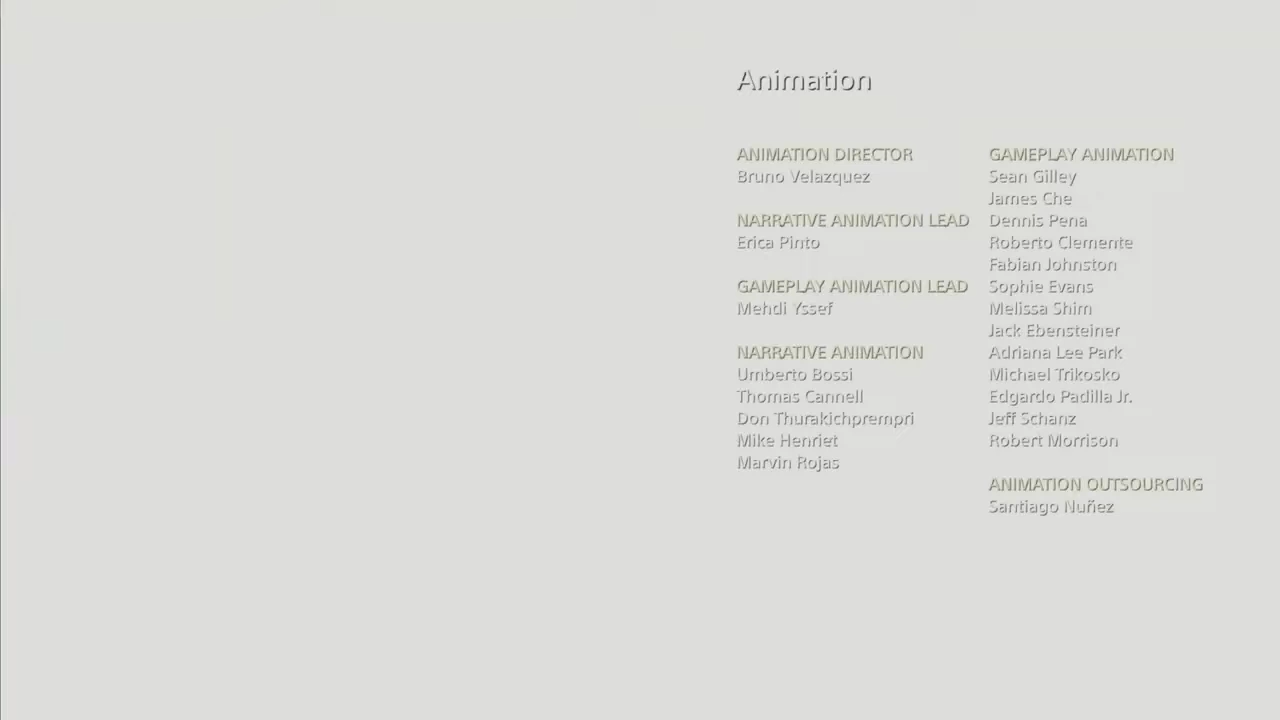 Animation
ANIMATION DIRECTOR
Bruno Velazquez
NARRATIVE ANIMATION LEAD
Erica Pinto
GAMEPLAY ANIMATION LEAD
Mehdi Yssef
NARRATIVE ANIMATION
Umberto Bossi
Thomas Cannell
Don Thurakichprempri
Mike Henriet
Marvin Rojas
GAMEPLAY ANIMATION
Sean Gilley
James Che
Dennis Pena
Roberto Clemente
Fabian Johnston
Sophie Evans
Melissa Shim
Jack Ebensteiner
Adriana Lee Park
Michael Trikosko
Edgardo Padilla Jr.
Jeff Schanz
Robert Morrison
ANIMATION OUTSOURCING
Santiago Nuñez